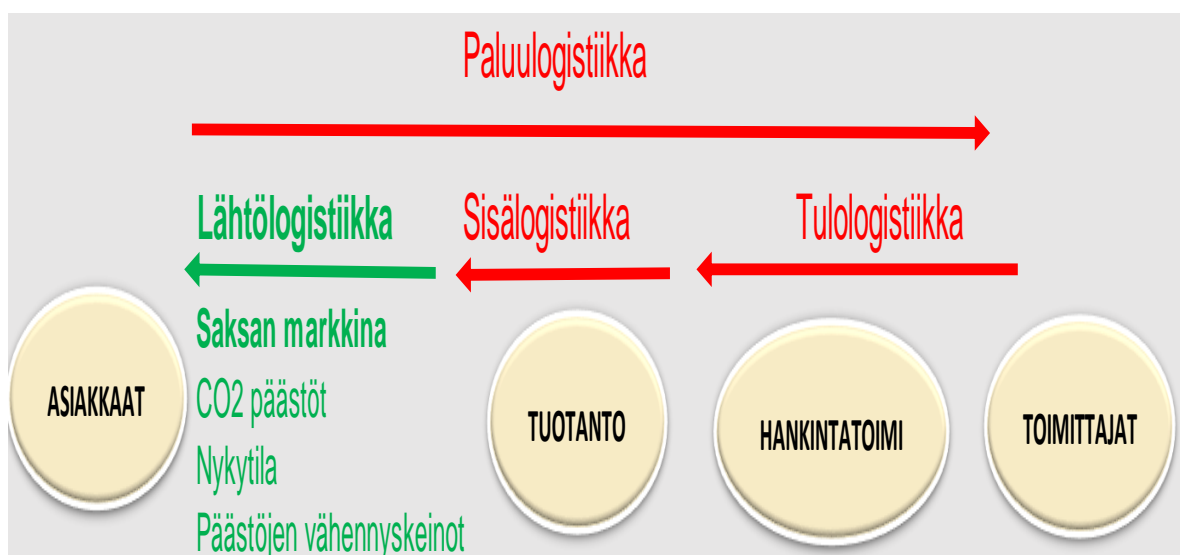 Paluulogistiikka
Lähtölogistiikka
Sisälogistiikka
Tulologistiikka
Saksan markkina
CO2 päästöt
Nykytila
Päästöjen vähennyskeinot
ASIAKKAAT
TUOTANTO
HANKINTATOIMI
TOIMITTAJAT